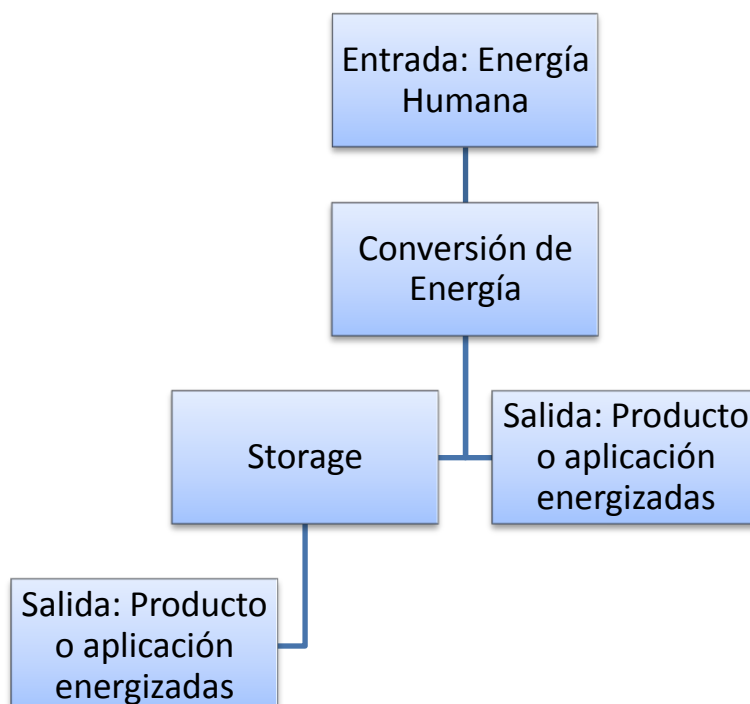 Entrada: Energía
Humana
Conversión de
Energía
Storage
Salida: Producto
o aplicación
energizadas
Salida: Producto
o aplicación
energizadas